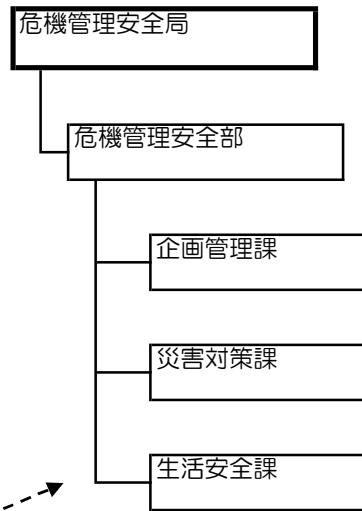 危機管理安全局
危機管理安全部
企画管理課
災害対策課
生活安全課